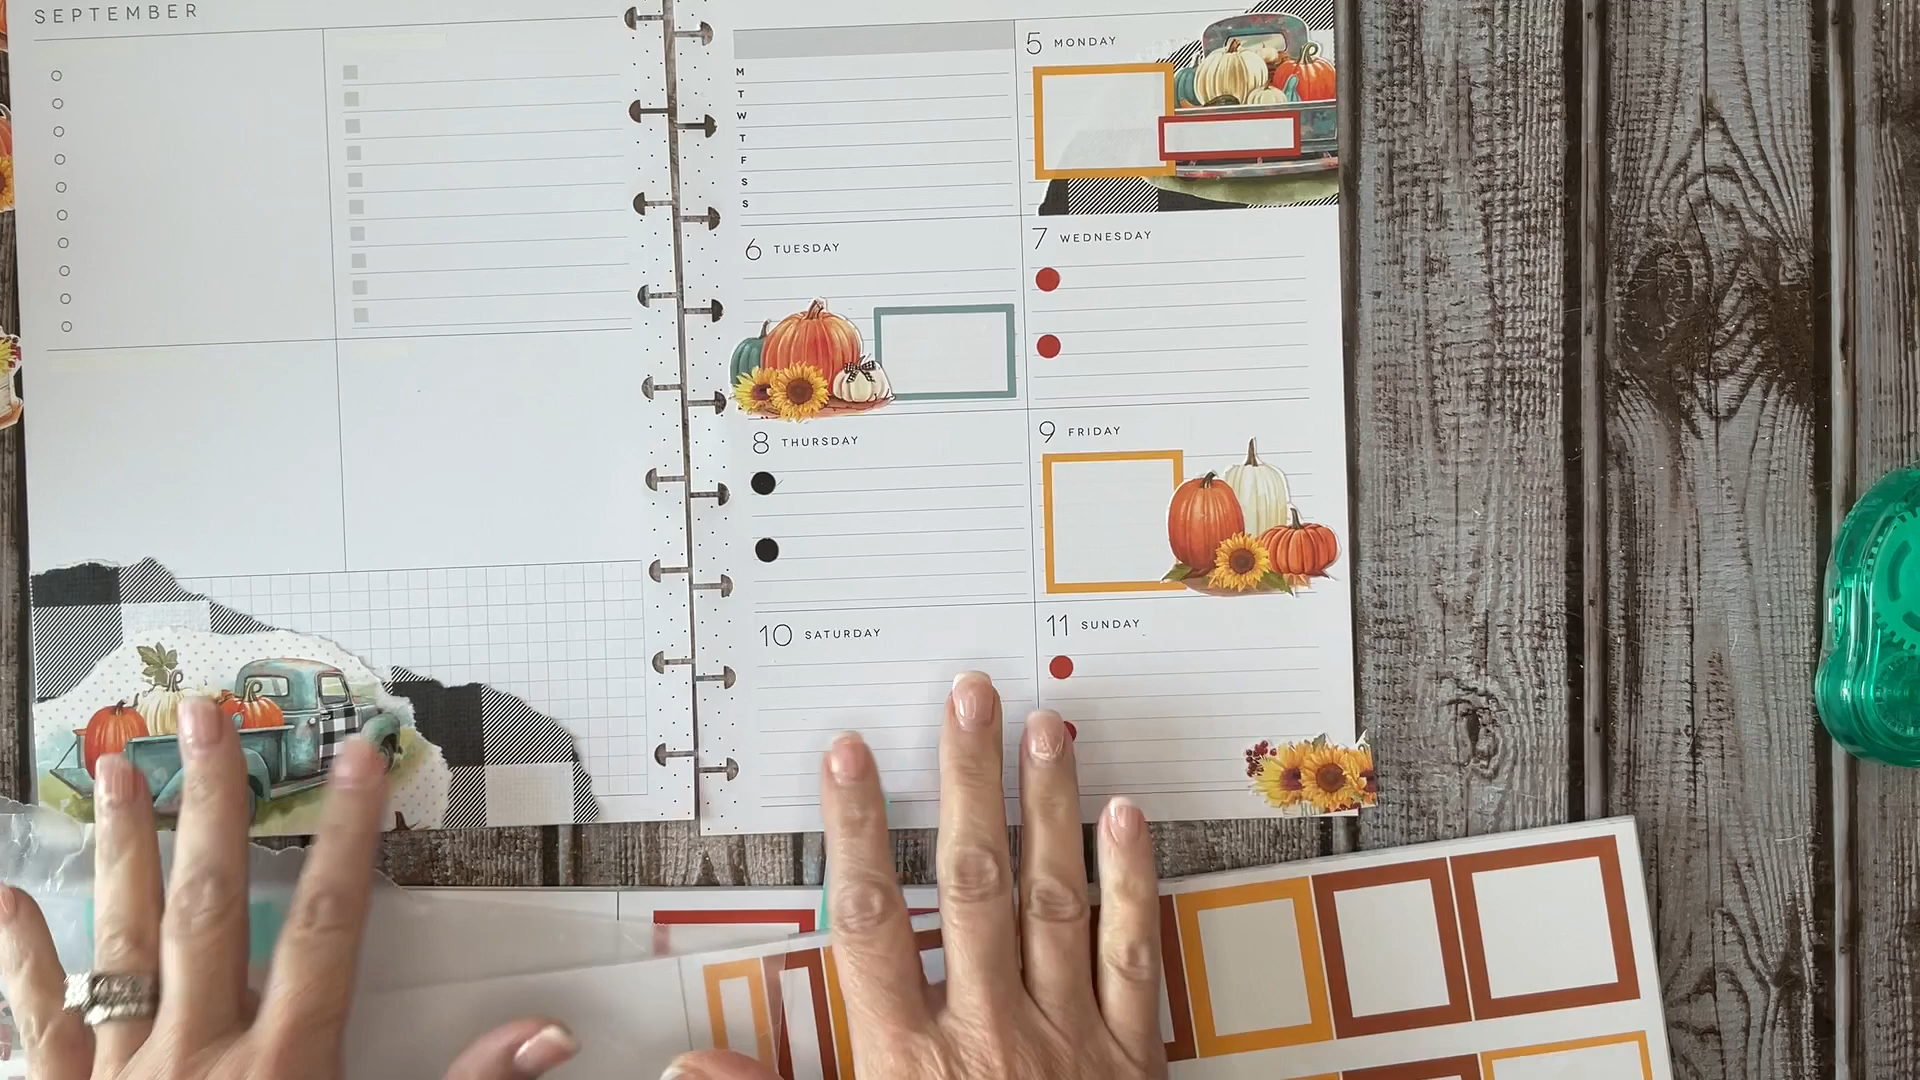 SEPTEMBER
M
T
W
T
F
S
S
5 MONDAY
6 TUESDAY
7 WEDNESDAY
8 THURSDAY
9 FRIDAY
10 SATURDAY
11 SUNDAY